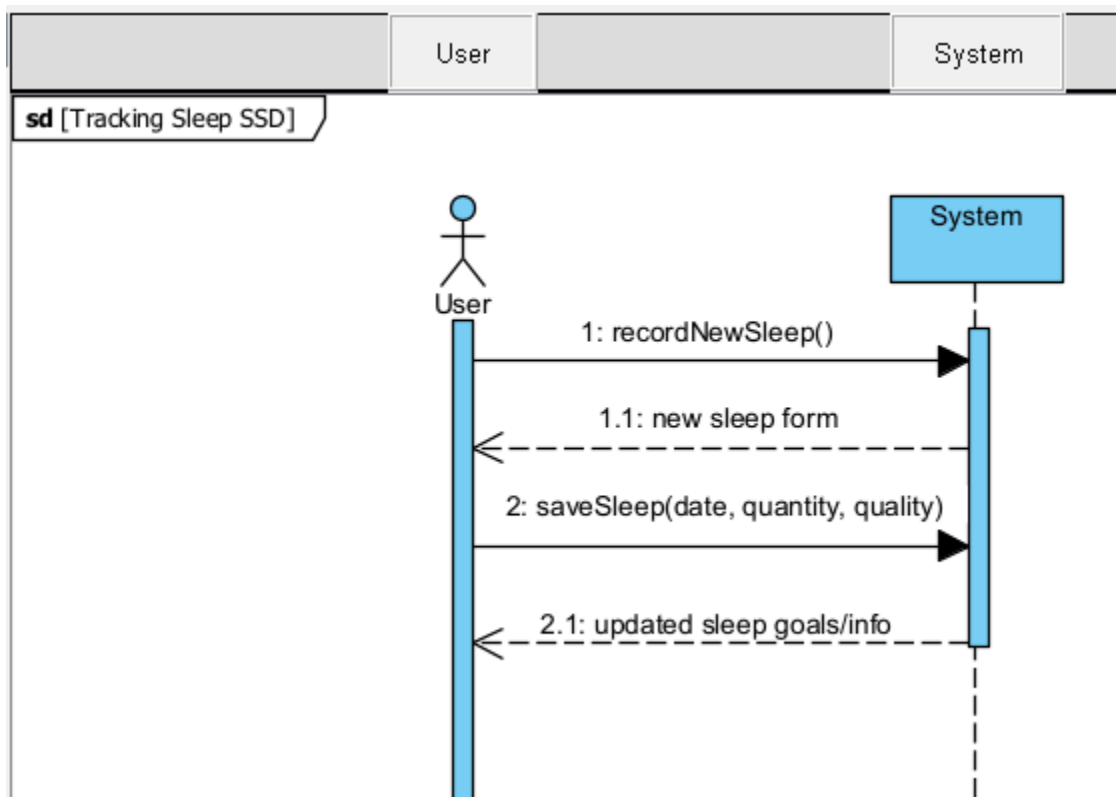 User
System
sd [Tracking Sleep SSD]
System
User
1: recordNewSleep()
1.1: new sleep form
2: saveSleep(date, quantity, quality)
2.1: updated sleep goals/info